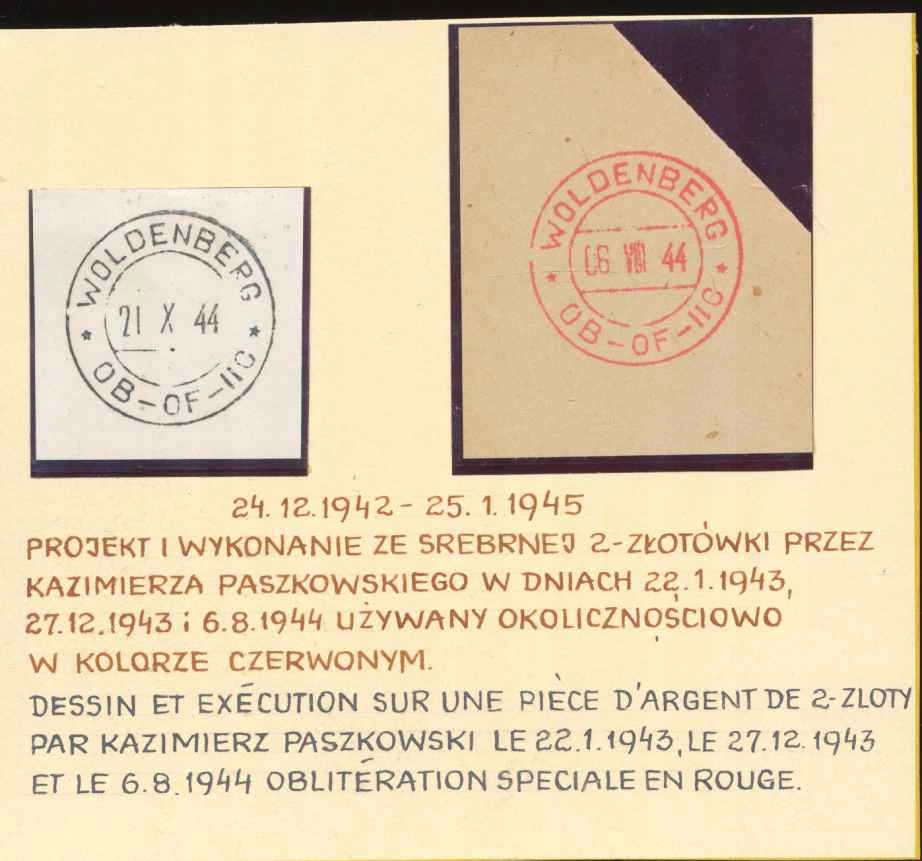 WOLDENBERG
21 X 44
OB-OF-IIC
WOLDENBERG
06 VIII 44
OB-OF-IIC
24.12.1942 - 25.1.1945
PROJEKT I WYKONANIE ZE SREBRNEJ 2-ZŁOTÓWKI PRZEZ
KAZIMIERZA PASZKOWSKIEGO W DNIACH 22.1.1943,
27.12.1943 i 6.8.1944 UŻYWANY OKOLICZNOŚCIOWO
W KOLORZE CZERWONYM.
DESSIN ET EXÉCUTION SUR UNE PIÈCE D'ARGENT DE 2-ZLOTY
PAR KAZIMIERZ PASZKOWSKI LE 22.1.1943, LE 27.12.1943
ET LE 6.8.1944 OBLITÉRATION SPECIALE EN ROUGE.